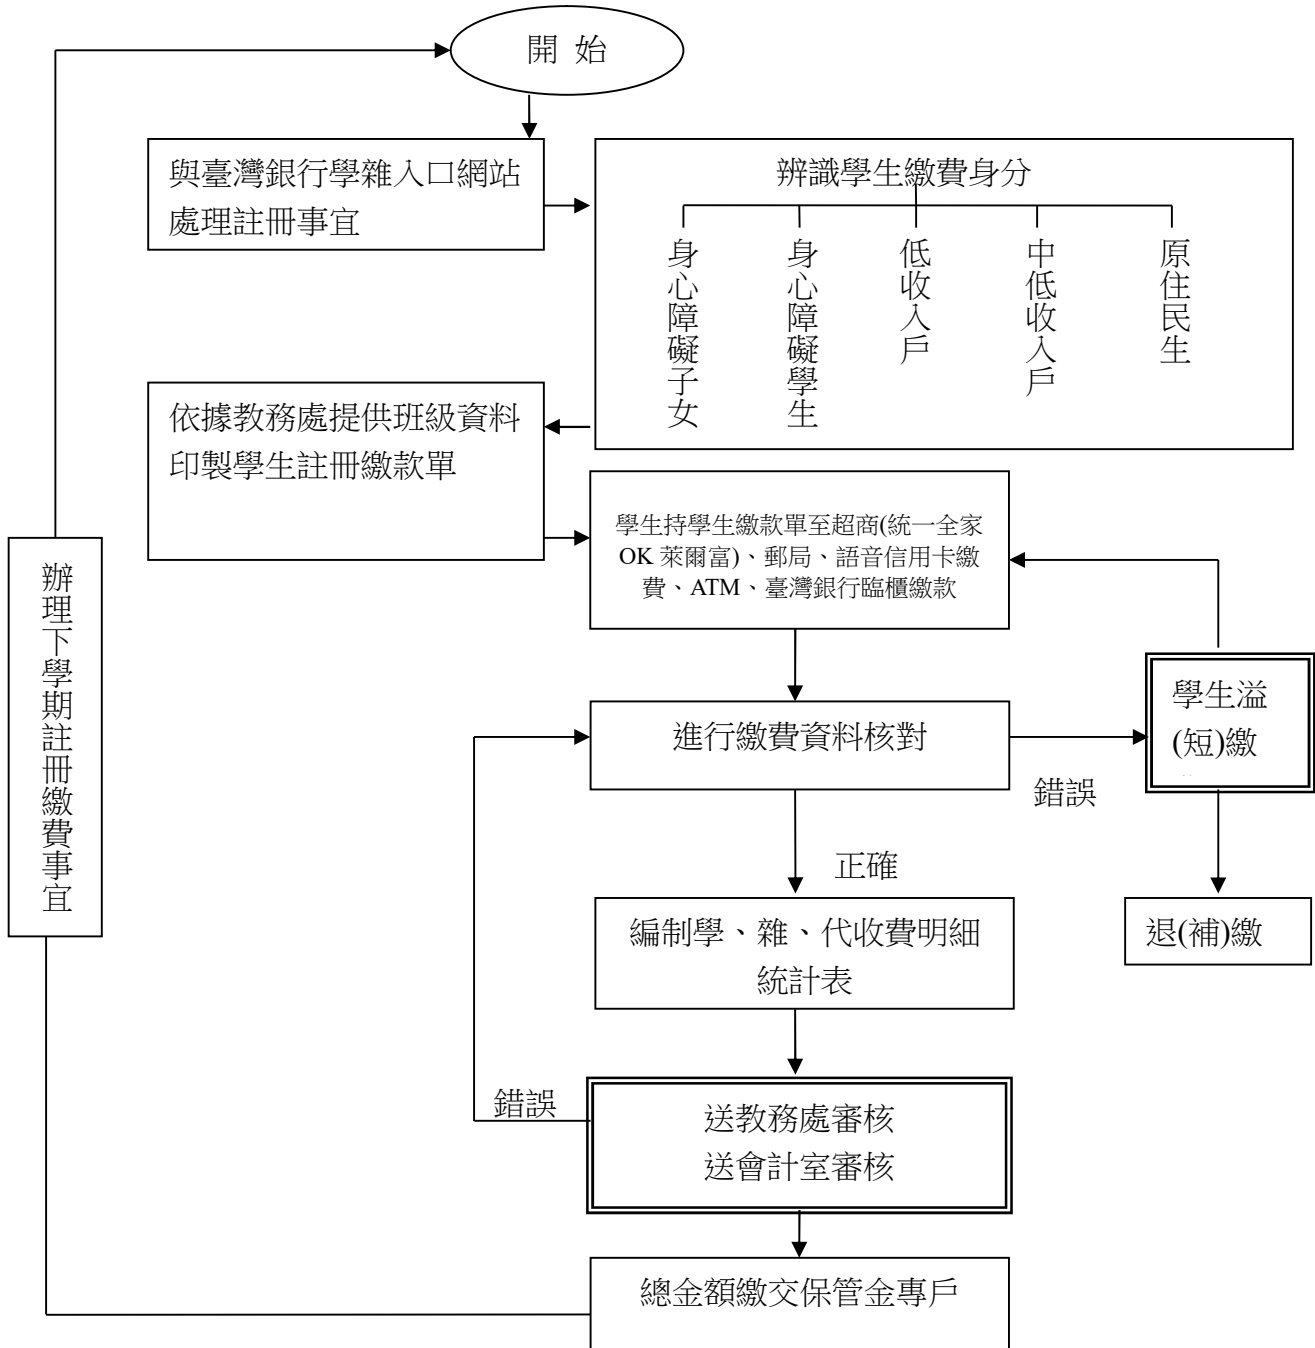 開 始
與臺灣銀行學雜入口網站
處理註冊事宜
辨識學生繳費身分
身心障礙子女
身心障礙學生
低收入戶
中低收入戶
原住民生
依據教務處提供班級資料
印製學生註冊繳款單
學生持學生繳款單至超商(統一全家
OK 萊爾富)、郵局、語音信用卡繳
費、ATM、臺灣銀行臨櫃繳款
辦理下學期註冊繳費事宜
學生溢
(短)繳
進行繳費資料核對
錯誤
正確
編制學、雜、代收費明細
統計表
退(補)繳
錯誤
送教務處審核
送會計室審核
總金額繳交保管金專戶